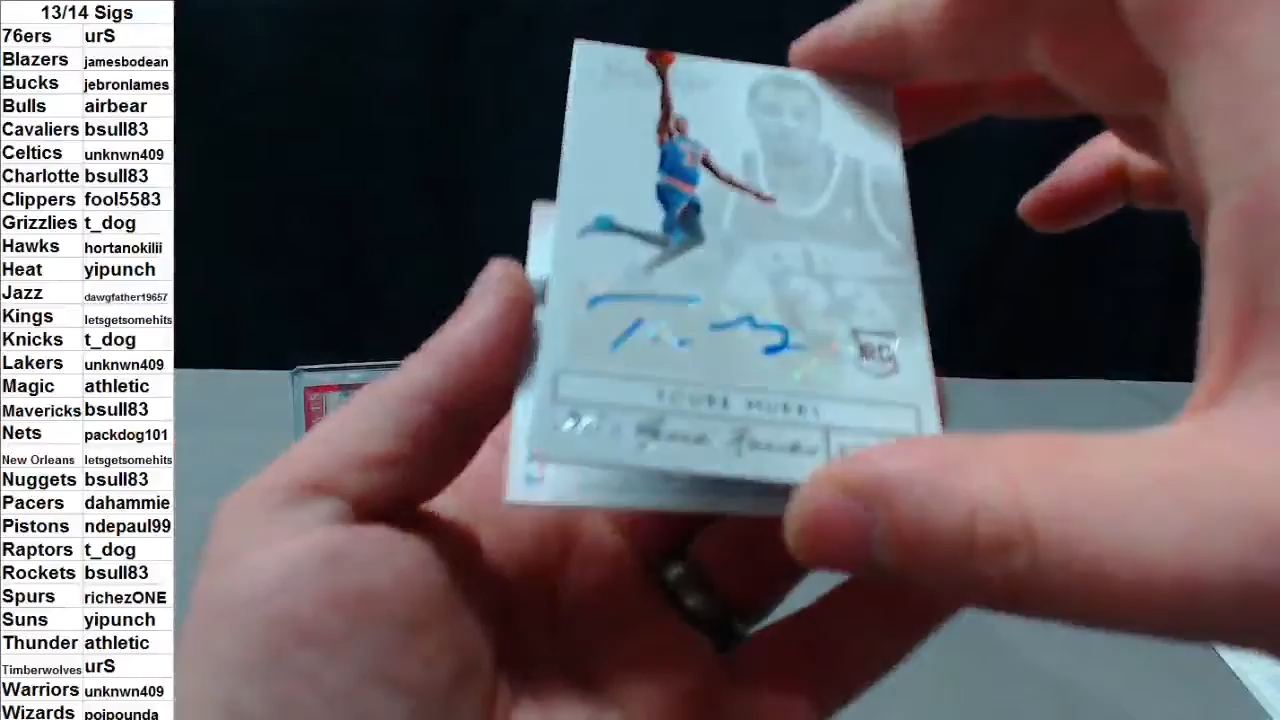 13/14 Sigs
76ers urS
Blazers jamesbodean
Bucks jebronlames
Bulls airbear
Cavaliers bsull83
Celtics unknwn409
Charlotte bsull83
Clippers fool5583
Grizzlies t_dog
Hawks hortanokilii
Heat yipunch
Jazz dawgfather19657
Kings letsgetsomehits
Knicks t_dog
Lakers unknwn409
Magic athletic
Mavericks bsull83
Nets packdog101
New Orleans letsgetsomehits
Nuggets bsull83
Pacers dahammie
Pistons ndepaul99
Raptors t_dog
Rockets bsull83
Spurs richezONE
Suns yipunch
Thunder athletic
Timberwolves urS
Warriors unknwn409
Wizards poipounda
TOURE MURRY